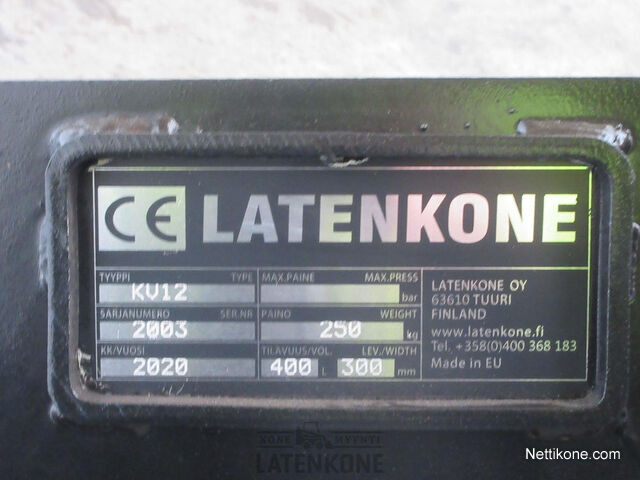 CE LATENKONE
TYYPPI TYPE MAX.PAINE MAX.PRESS
KV12 bar
SARJANUMERO SER.NR PAINO WEIGHT
2003 250 kg
KK/VUOSI TILAVUUS/VOL. LEV./WIDTH
2020 400 L 300 mm
LATENKONE OY
63610 TUURI
FINLAND
www.latenkone.fi
Tel. +358(0)400 368 183
Made in EU
KONE MYYNTI
LATENKONE
Nettikone.com